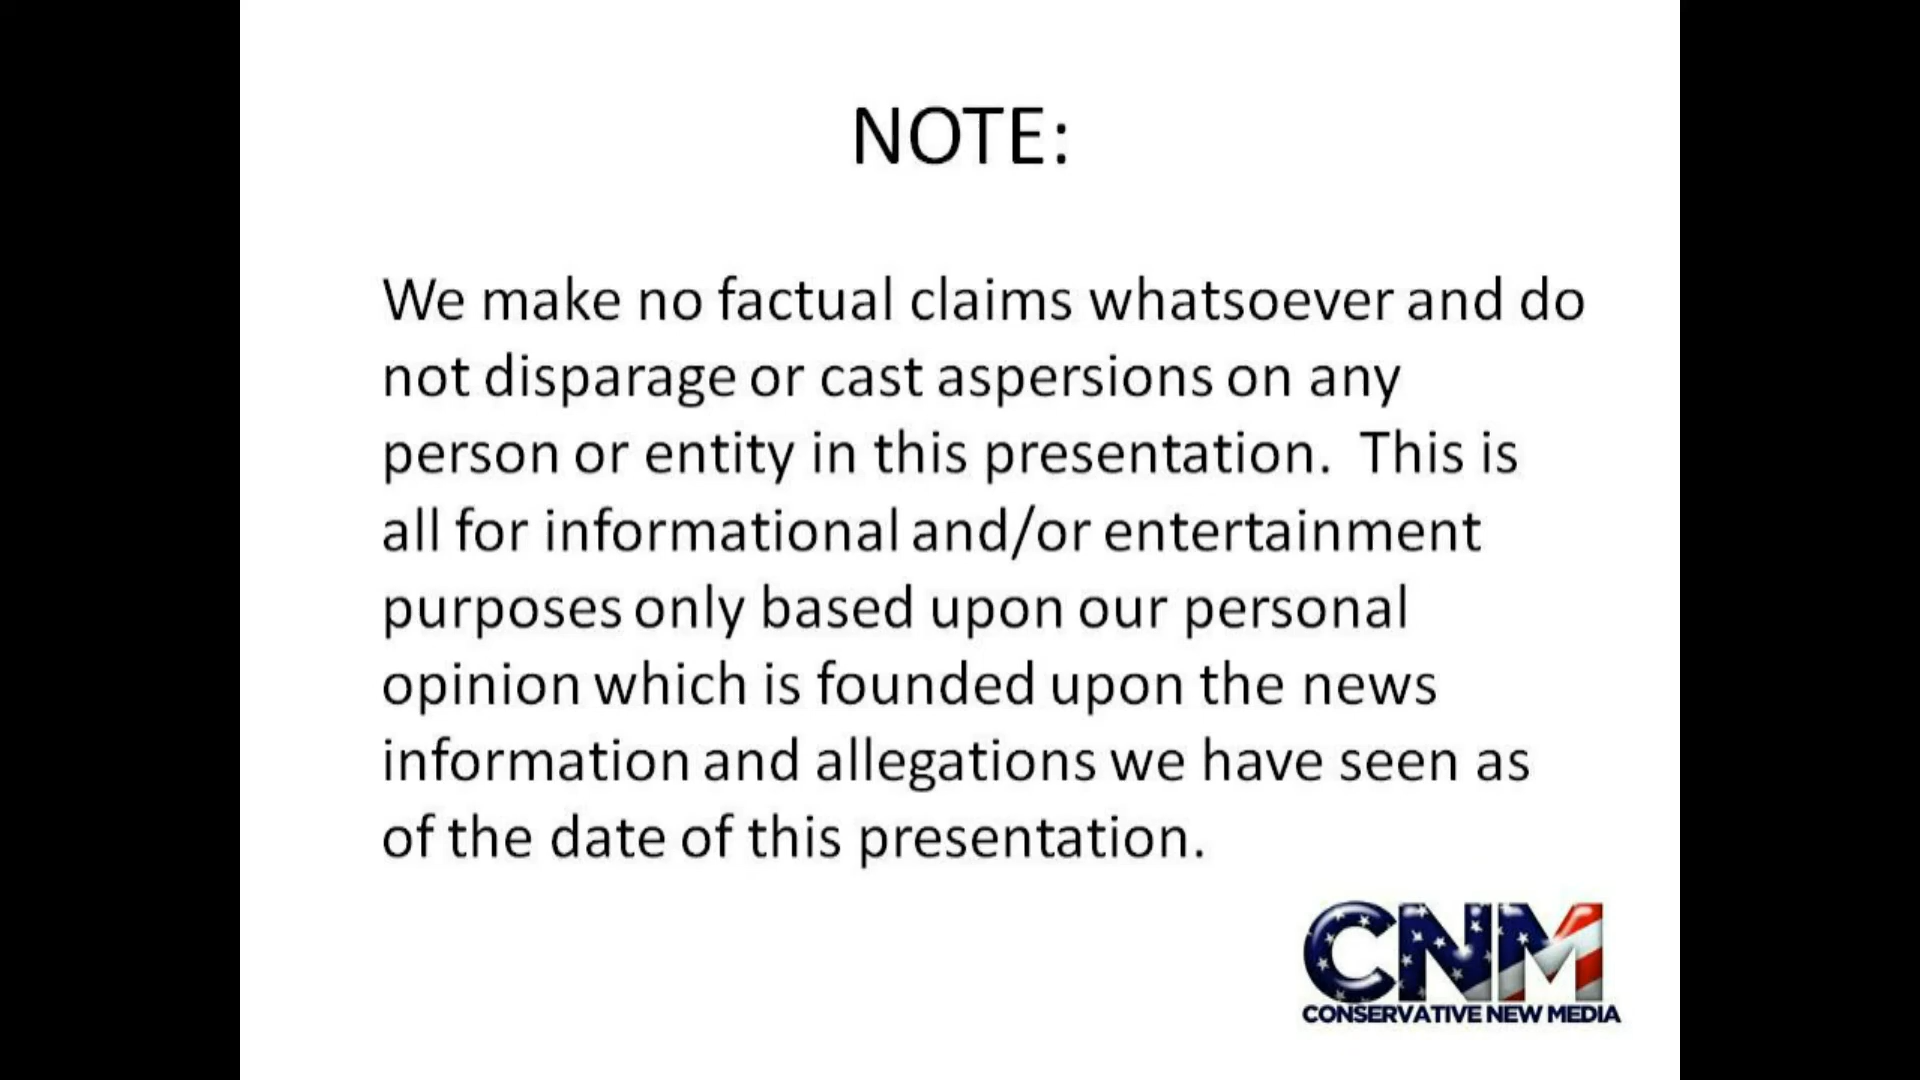 NOTE:
We make no factual claims whatsoever and do
not disparage or cast aspersions on any
person or entity in this presentation.  This is
all for informational and/or entertainment
purposes only based upon our personal
opinion which is founded upon the news
information and allegations we have seen as
of the date of this presentation.
CNM
CONSERVATIVE NEW MEDIA